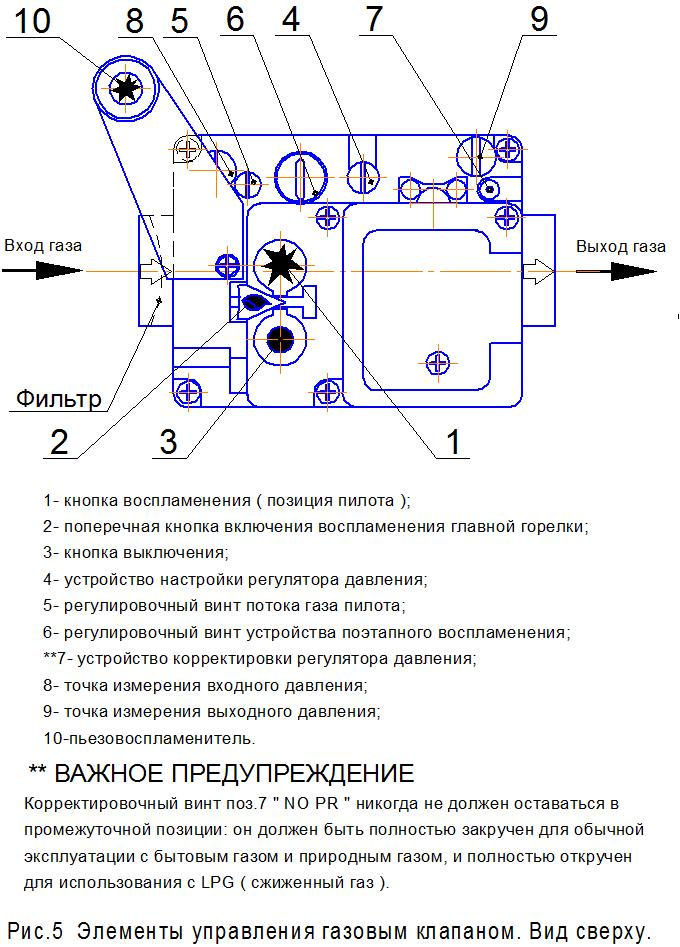 10 8 5 6 4 7 9
Вход газа
Выход газа
Фильтр
2 3 1
1- кнопка воспламенения ( позиция пилота );
2- поперечная кнопка включения воспламенения главной горелки;
3- кнопка выключения;
4- устройство настройки регулятора давления;
5- регулировочный винт потока газа пилота;
6- регулировочный винт устройства поэтапного воспламенения;
**7- устройство корректировки регулятора давления;
8- точка измерения входного давления;
9- точка измерения выходного давления;
10-пьезовоспламенитель.
** ВАЖНОЕ ПРЕДУПРЕЖДЕНИЕ
Корректировочный винт поз.7 " NO PR " никогда не должен оставаться в
промежуточной позиции: он должен быть полностью закручен для обычной
эксплуатации с бытовым газом и природным газом, и полностью откручен
для использования с LPG ( сжиженный газ ).
Рис.5 Элементы управления газовым клапаном. Вид сверху.